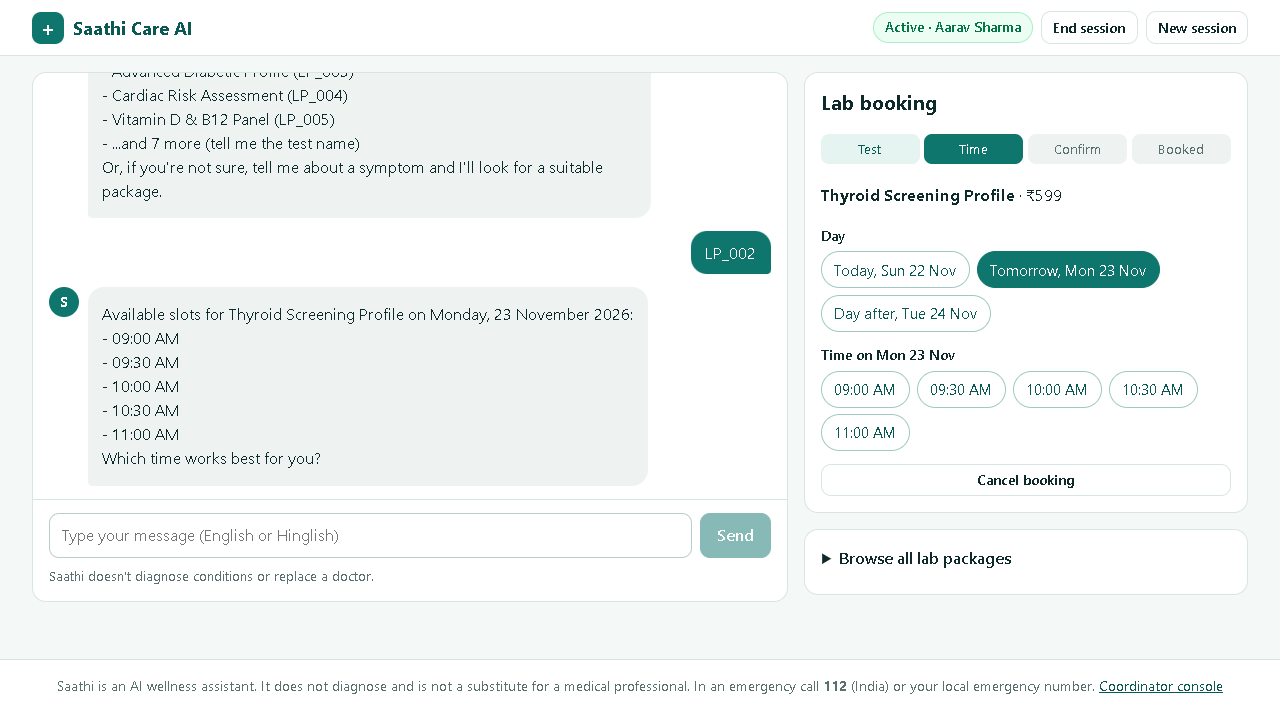 + Saathi Care AI
Active · Aarav Sharma
End session
New session
- Advanced Diabetic Profile (LP_003)
- Cardiac Risk Assessment (LP_004)
- Vitamin D & B12 Panel (LP_005)
- ...and 7 more (tell me the test name)
Or, if you're not sure, tell me about a symptom and I'll look for a suitable
package.
LP_002
S
Available slots for Thyroid Screening Profile on Monday, 23 November 2026:
- 09:00 AM
- 09:30 AM
- 10:00 AM
- 10:30 AM
- 11:00 AM
Which time works best for you?
Type your message (English or Hinglish)
Send
Saathi doesn't diagnose conditions or replace a doctor.
Lab booking
Test
Time
Confirm
Booked
Thyroid Screening Profile · ₹599
Day
Today, Sun 22 Nov
Tomorrow, Mon 23 Nov
Day after, Tue 24 Nov
Time on Mon 23 Nov
09:00 AM
09:30 AM
10:00 AM
10:30 AM
11:00 AM
Cancel booking
▶ Browse all lab packages
Saathi is an AI wellness assistant. It does not diagnose and is not a substitute for a medical professional. In an emergency call 112 (India) or your local emergency number. Coordinator console